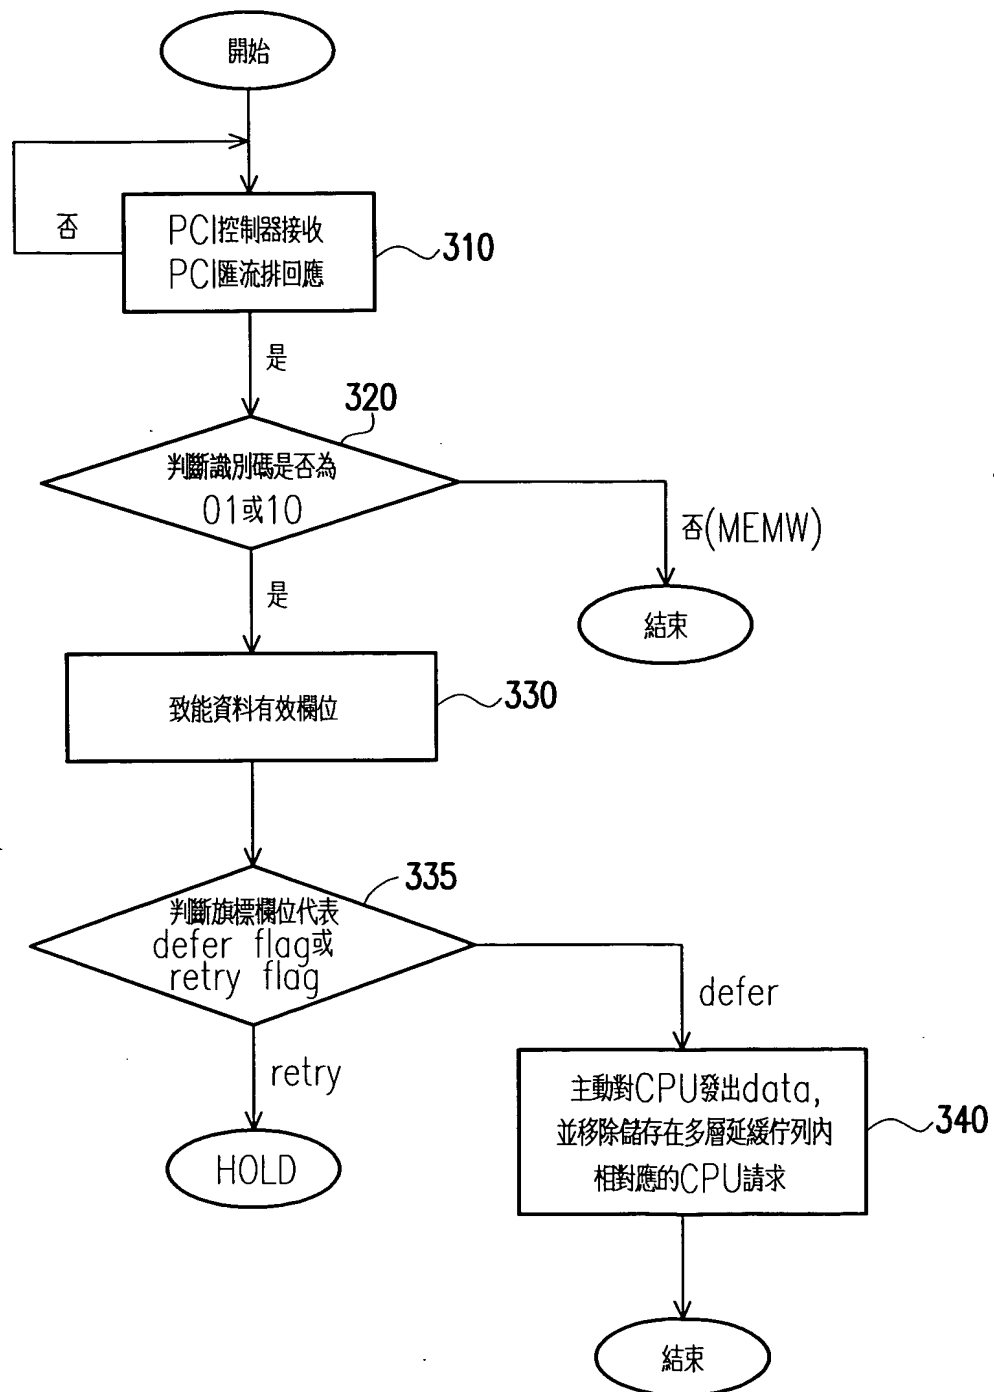 開始
否
PCI控制器接收
PCI匯流排回應
310
是
320
判斷識別碼是否為
01或10
否(MEMW)
是
結束
致能資料有效欄位
330
335
判斷旗標欄位代表
defer flag或
retry flag
defer
retry
主動對CPU發出data,
並移除儲存在多層延緩佇列內
相對應的CPU請求
340
HOLD
結束